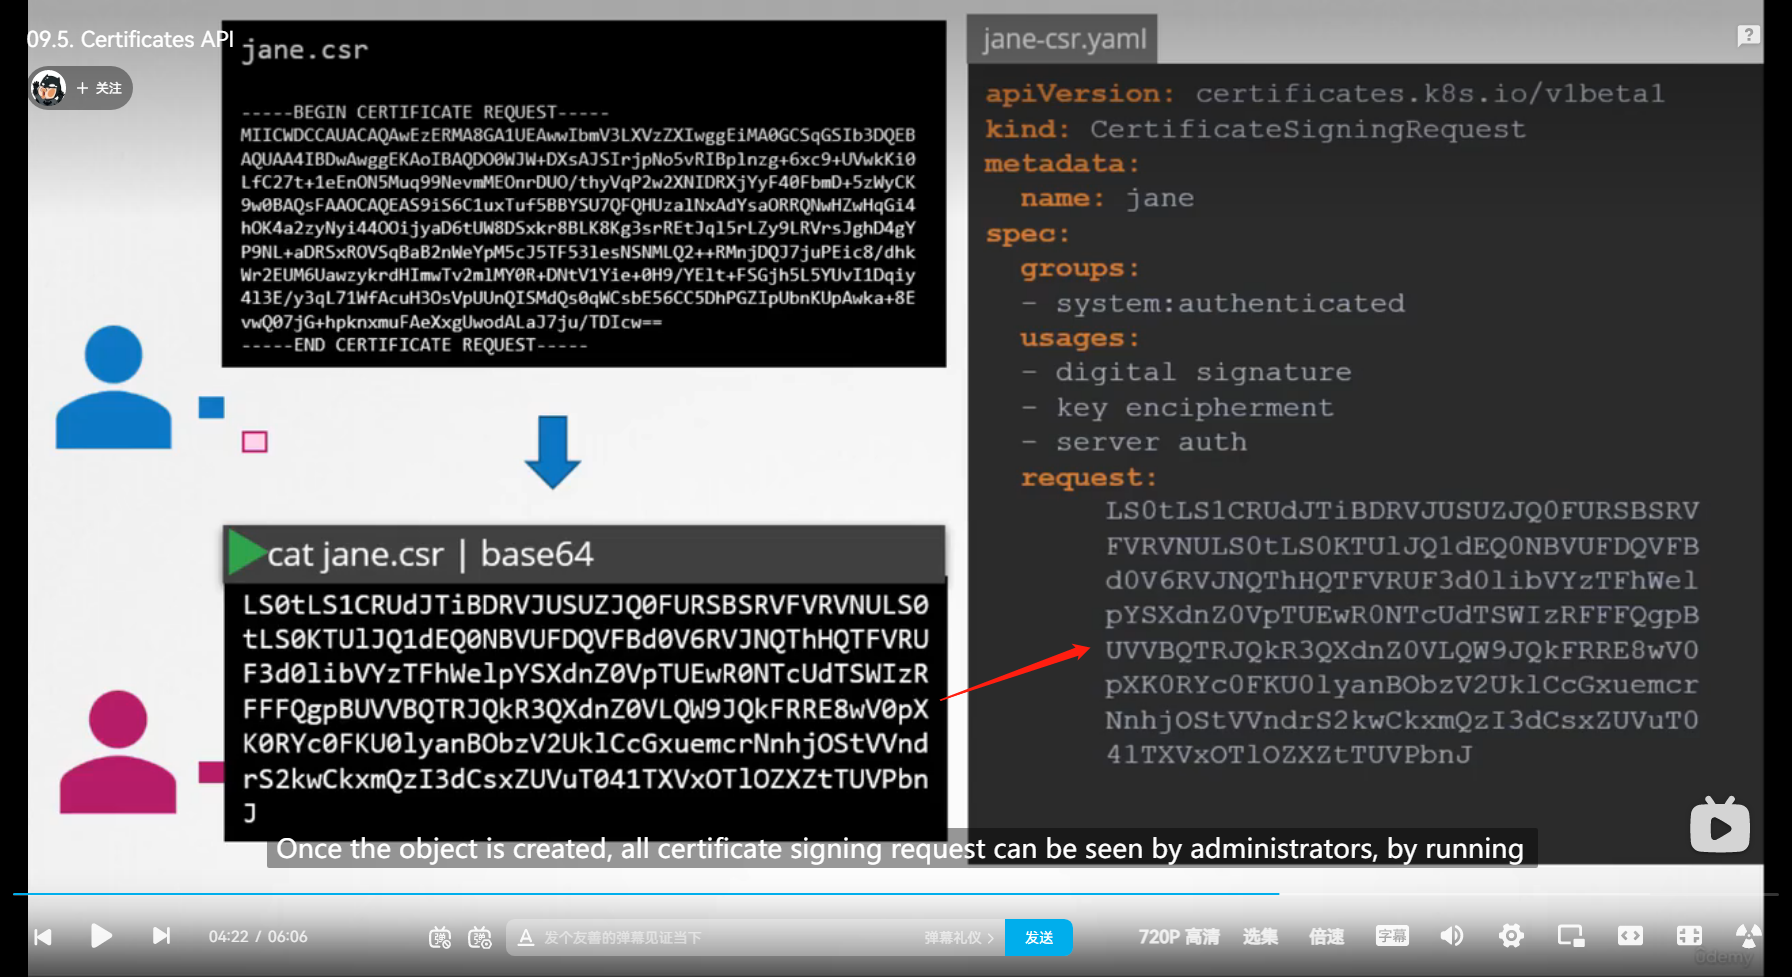 09.5. Certificates API
+ 关注
jane.csr
-----BEGIN CERTIFICATE REQUEST-----
MIICWDCCAUACAQAwEzERMA8GA1UEAwwIbmV3LXVzZXIwggEiMA0GCSqGSIb3DQEB
AQUAA4IBDwAwggEKAoIBAQDO0WJW+DXsAJSIrjpNo5vRIBplnzg+6xc9+UVwkKi0
LfC27t+1eEnON5Muq99NevmMEOnrDUO/thyVqP2w2XNIDRXjYyF40FbmD+5zWyCK
9w0BAQsFAAOCAQEAS9iS6C1uxTuf5BBYSU7QFQHUzalNxAdYsaORRQNwHZwHqGi4
hOK4a2zyNyi44OOijyaD6tUW8DSxkr8BLK8Kg3srREtJql5rLZy9LRVrsJghD4gY
P9NL+aDRSxROVSqBaB2nWeYpM5cJ5TF53lesNSNMLQ2++RMnjDQJ7juPEic8/dhk
Wr2EUM6UawzykrdHImwTv2mlMY0R+DNtV1Yie+0H9/YElt+FSGjh5L5YUvI1Dqiy
4l3E/y3qL71WfAcuH3OsVpUUnQISMdQs0qWCsbE56CC5DhPGZIpUbnKUpAwka+8E
vwQ07jG+hpknxmuFAeXxgUwodALaJ7ju/TDIcw==
-----END CERTIFICATE REQUEST-----
cat jane.csr | base64
LS0tLS1CRUdJTiBDRVJUSUZJQ0FURSBSRVFVRVNULS0
tLS0KTUlJQ1dEQ0NBVUFDQVFBd0V6RVJNQThHQTFVRU
F3d0libVYzTFhWelpYSXdnZ0VpTUEwR0NTcUdTSWIzR
FFFQgpBUVVBQTRJQkR3QXdnZ0VLQW9JQkFRRE8wV0pX
K0RYc0FKU0lyanBObzV2UklCcGxuemcrNnhjOStVVnd
rS2kwCkxmQzI3dCsxZUVuT041TXVxOTlOZXZtTUVPbn
J
jane-csr.yaml
apiVersion: certificates.k8s.io/v1beta1
kind: CertificateSigningRequest
metadata:
name: jane
spec:
groups:
- system:authenticated
usages:
- digital signature
- key encipherment
- server auth
request:
LS0tLS1CRUdJTiBDRVJUSUZJQ0FURSBSRV
FVRVNULS0tLS0KTUlJQ1dEQ0NBVUFDQVFB
d0V6RVJNQThHQTFVRUF3d0libVYzTFhWel
pYSXdnZ0VpTUEwR0NTcUdTSWIzRFFFQgpB
UVVBQTRJQkR3QXdnZ0VLQW9JQkFRRE8wV0
pXK0RYc0FKU0lyanBObzV2UklCcGxuemcr
NnhjOStVVndrS2kwCkxmQzI3dCsxZUVuT0
41TXVxOTlOZXZtTUVPbnJ
Once the object is created, all certificate signing request can be seen by administrators, by running
04:22 / 06:06
弹
弹
A 发个友善的弹幕见证当下
弹幕礼仪 >
发送
720P 高清
选集
倍速
字幕
ûdemy